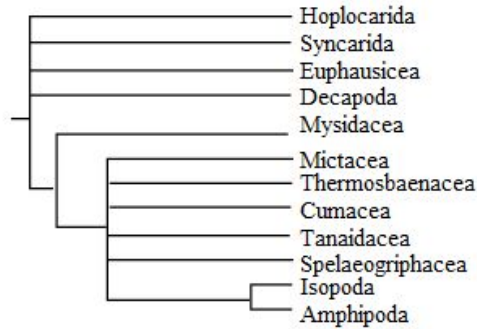 Hoplocarida
Syncarida
Euphausicea
Decapoda
Mysidacea
Mictacea
Thermosbaenacea
Cumacea
Tanaidacea
Spelaeogriphacea
Isopoda
Amphipoda